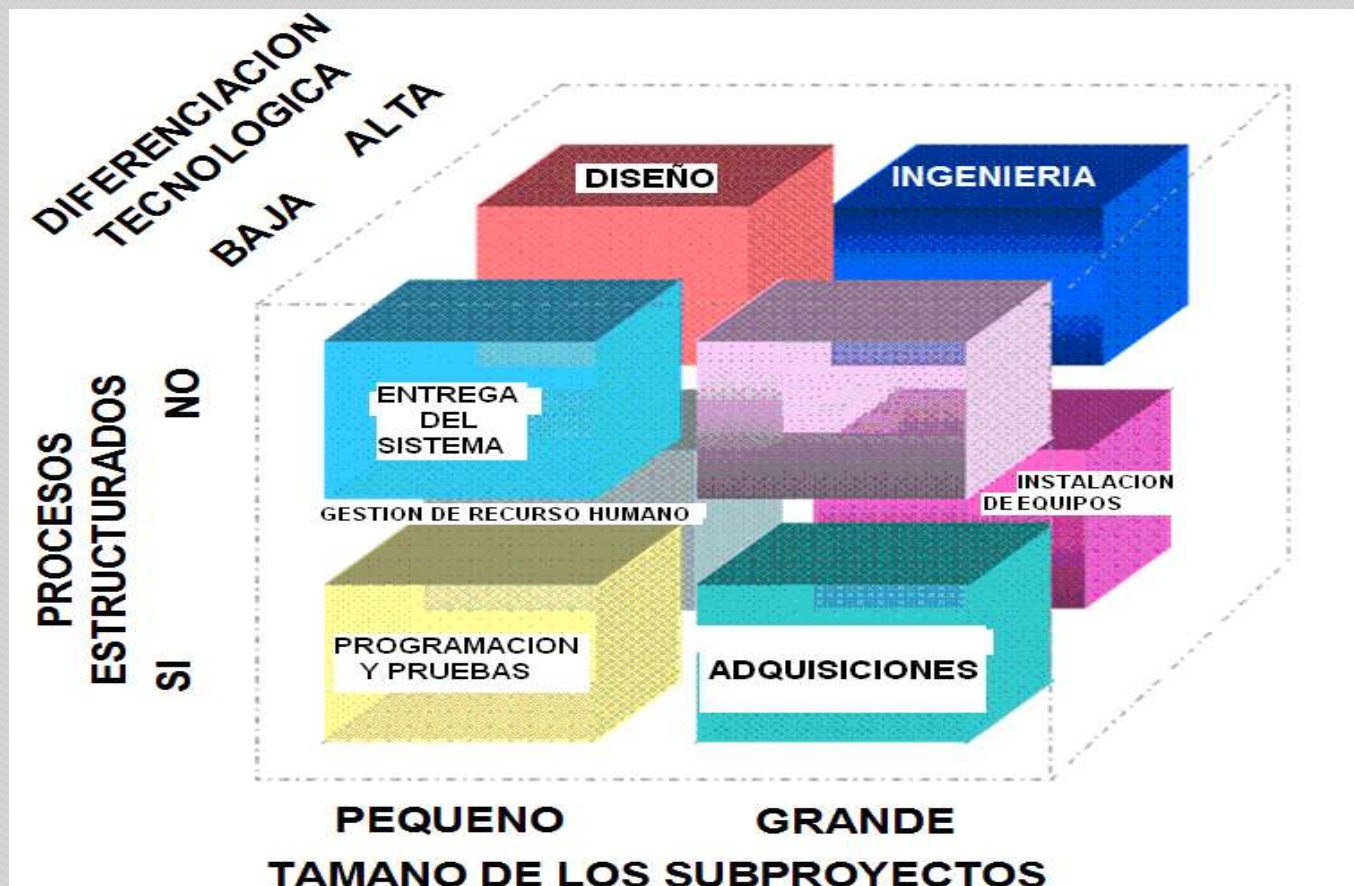 DIFERENCIACION
TECNOLOGICA
BAJA
ALTA
DISEÑO
INGENIERIA
PROCESOS
ESTRUCTURADOS
NO
SI
ENTREGA
DEL
SISTEMA
GESTION DE RECURSO HUMANO
INSTALACION
DE EQUIPOS
PROGRAMACION
Y PRUEBAS
ADQUISICIONES
PEQUENO
GRANDE
TAMANO DE LOS SUBPROYECTOS